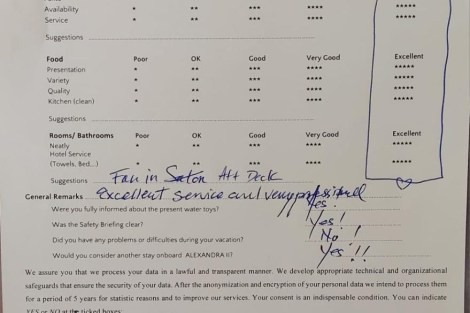 Availability * ** *** **** *****
Service * ** *** **** *****
Suggestions
Food Poor OK Good Very Good Excellent
Presentation * ** *** **** *****
Variety * ** *** **** *****
Quality * ** *** **** *****
Kitchen (clean) * ** *** **** *****
Suggestions
Rooms/ Bathrooms Poor OK Good Very Good Excellent
Neatly * ** *** **** *****
Hotel Service
(Towels, Bed...) * ** *** **** *****
Suggestions Fan in Salon Aft Deck
General Remarks Excellent service and very professional
Were you fully informed about the present water toys? Yes!
Was the Safety Briefing clear? Yes!
Did you have any problems or difficulties during your vacation? No!
Would you consider another stay onboard ALEXANDRA II? Yes!!
We assure you that we process your data in a lawful and transparent manner. We develop appropriate technical and organizational
safeguards that ensure the security of your data. After the anonymization and encryption of your personal data we intend to process them
for a period of 5 years for statistic reasons and to improve our services. Your consent is an indispensable condition. You can indicate
YES or NO at the ticked boxes